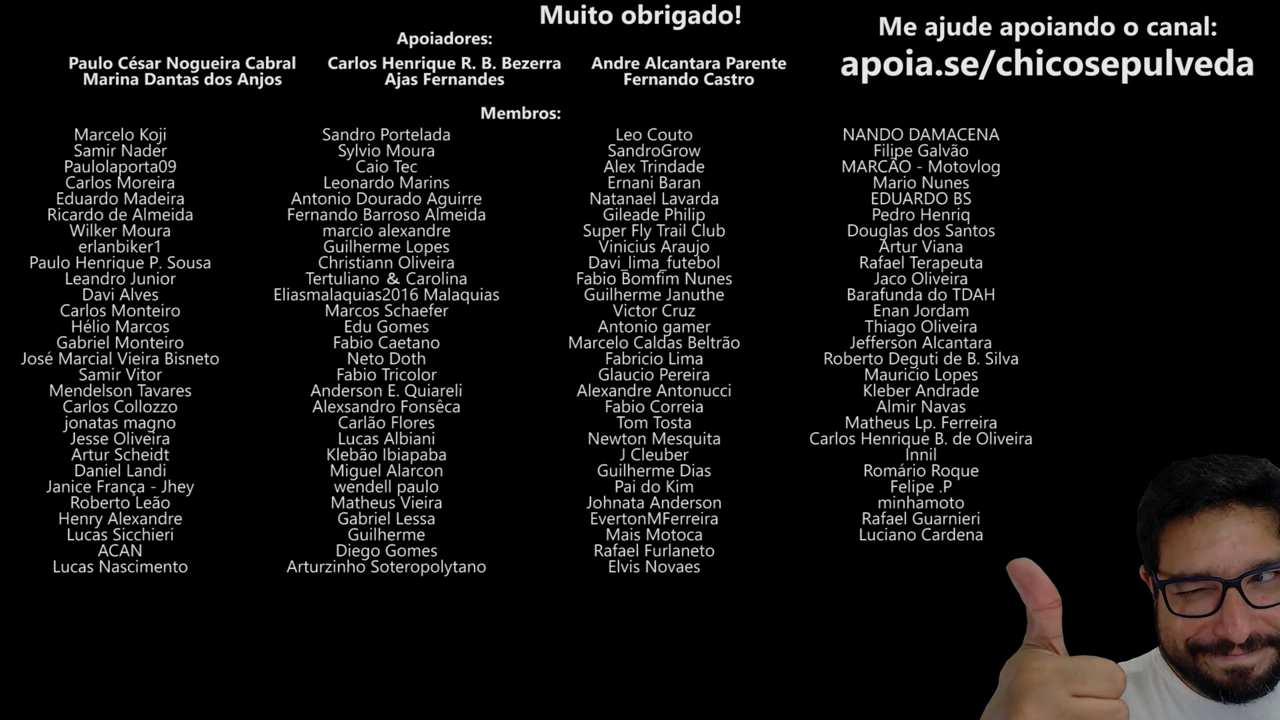 Muito obrigado!
Apoiadores:
Paulo César Nogueira Cabral
Marina Dantas dos Anjos
Carlos Henrique R. B. Bezerra
Ajas Fernandes
Andre Alcantara Parente
Fernando Castro
Me ajude apoiando o canal:
apoia.se/chicosepulveda
Membros:
Marcelo Koji
Samir Nader
Paulolaporta09
Carlos Moreira
Eduardo Madeira
Ricardo de Almeida
Wilker Moura
erlanbiker1
Paulo Henrique P. Sousa
Leandro Junior
Davi Alves
Carlos Monteiro
Hélio Marcos
Gabriel Monteiro
José Marcial Vieira Bisneto
Samir Vitor
Mendelson Tavares
Carlos Collozzo
jonatas magno
Jesse Oliveira
Artur Scheidt
Daniel Landi
Janice França - Jhey
Roberto Leão
Henry Alexandre
Lucas Sicchieri
ACAN
Lucas Nascimento
Sandro Portelada
Sylvio Moura
Caio Tec
Leonardo Marins
Antonio Dourado Aguirre
Fernando Barroso Almeida
marcio alexandre
Guilherme Lopes
Christiann Oliveira
Tertuliano & Carolina
Eliasmalaquias2016 Malaquias
Marcos Schaefer
Edu Gomes
Fabio Caetano
Neto Doth
Fabio Tricolor
Anderson E. Quiareli
Alexsandro Fonsêca
Carlão Flores
Lucas Albiani
Klebão Ibiapaba
Miguel Alarcon
wendell paulo
Matheus Vieira
Gabriel Lessa
Guilherme
Diego Gomes
Arturzinho Soteropolytano
Leo Couto
SandroGrow
Alex Trindade
Ernani Baran
Natanael Lavarda
Gileade Philip
Super Fly Trail Club
Vinicius Araujo
Davi_lima_futebol
Fabio Bomfim Nunes
Guilherme Januthe
Victor Cruz
Antonio gamer
Marcelo Caldas Beltrão
Fabricio Lima
Glaucio Pereira
Alexandre Antonucci
Fabio Correia
Tom Tosta
Newton Mesquita
J Cleuber
Guilherme Dias
Pai do Kim
Johnata Anderson
EvertonMFerreira
Mais Motoca
Rafael Furlaneto
Elvis Novaes
NANDO DAMACENA
Filipe Galvão
MARCÃO - Motovlog
Mario Nunes
EDUARDO BS
Pedro Henriq
Douglas dos Santos
Artur Viana
Rafael Terapeuta
Jaco Oliveira
Barafunda do TDAH
Enan Jordam
Thiago Oliveira
Jefferson Alcantara
Roberto Deguti de B. Silva
Mauricio Lopes
Kleber Andrade
Almir Navas
Matheus Lp. Ferreira
Carlos Henrique B. de Oliveira
Innil
Romário Roque
Felipe .P
minhamoto
Rafael Guarnieri
Luciano Cardena